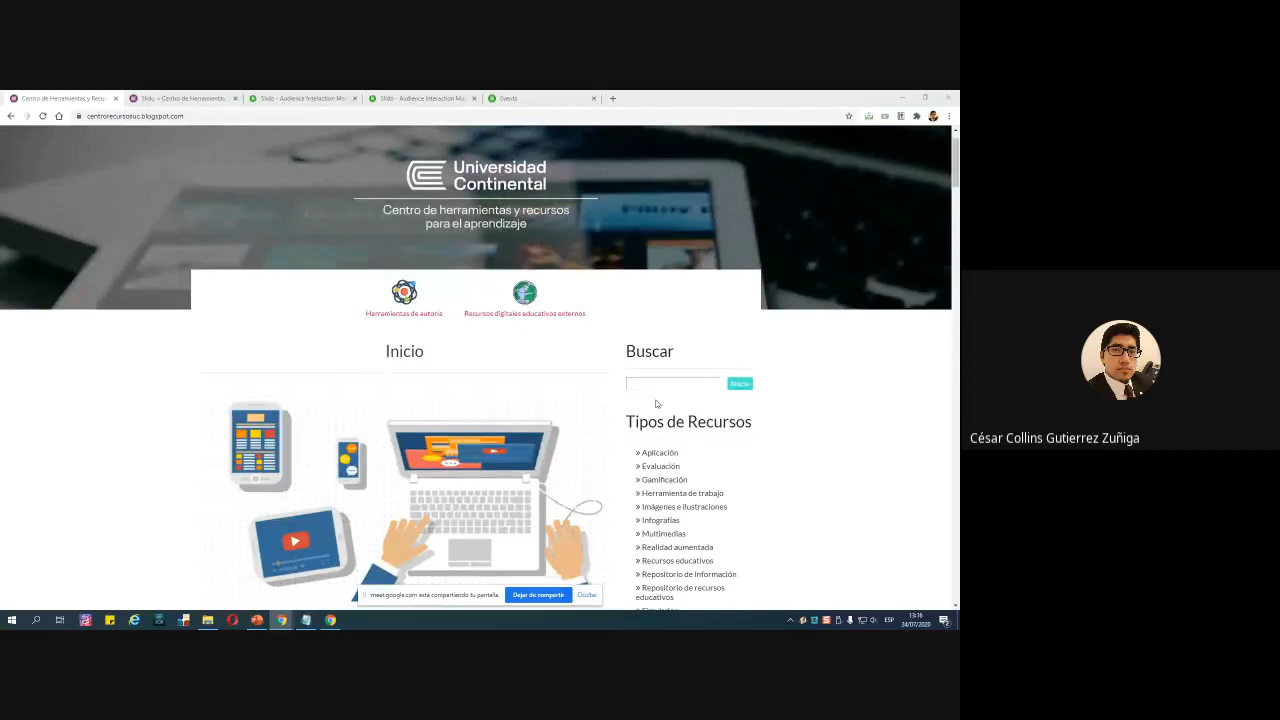 Centro de Herramientas y Recu
Slido » Centro de Herramientas
Slido - Audience Interaction Ma
Slido - Audience Interaction Ma
Events
centrorecursosuc.blogspot.com
Universidad
Continental
Centro de herramientas y recursos
para el aprendizaje
Herramientas de autoría
Recursos digitales educativos externos
Inicio
Buscar
Buscar
Tipos de Recursos
» Aplicación
» Evaluación
» Gamificación
» Herramienta de trabajo
» Imágenes e ilustraciones
» Infografías
» Multimedias
» Realidad aumentada
» Recursos educativos
» Repositorio de información
» Repositorio de recursos
educativos
meet.google.com está compartiendo tu pantalla.
Dejar de compartir
Ocultar
ESP
13:16
24/07/2020
César Collins Gutierrez Zuñiga